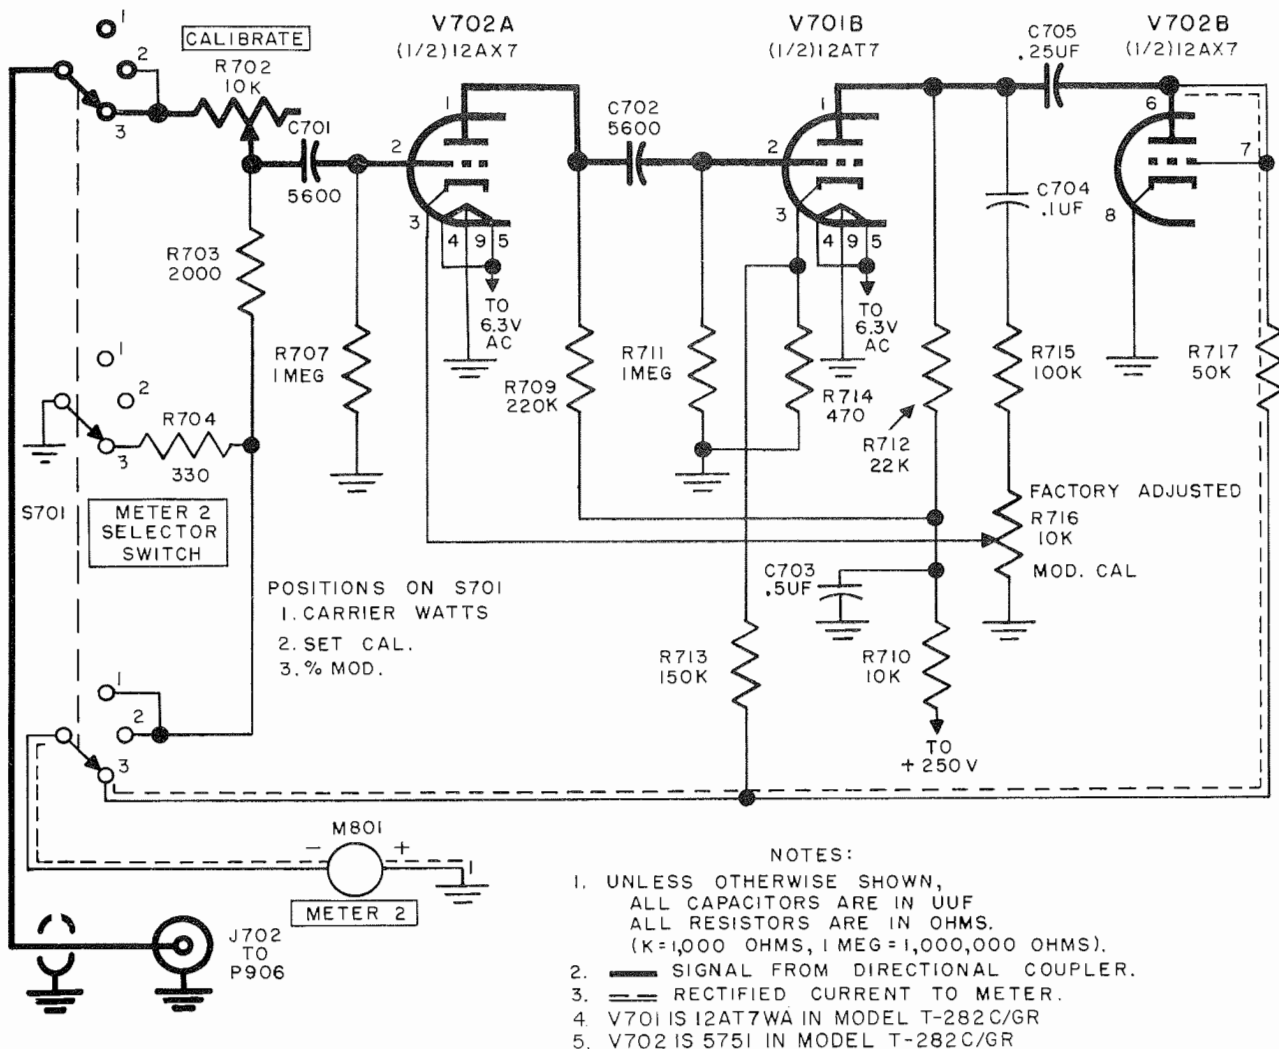 V702A
(1/2)12AX7
V701B
(1/2)12AT7
C705
.25UF
V702B
(1/2)12AX7
1
2
3
CALIBRATE
R702
10K
C701
5600
1
2
3
4 9 5
TO
6.3V
AC
C702
5600
1
2
3
4 9 5
TO
6.3V
AC
6
7
8
C704
.1UF
R703
2000
R707
1MEG
R709
220K
R711
1MEG
R714
470
R712
22K
R715
100K
R717
50K
1
2
3
R704
330
S701
METER 2
SELECTOR
SWITCH
FACTORY ADJUSTED
R716
10K
MOD. CAL
C703
.5UF
POSITIONS ON S701
1. CARRIER WATTS
2. SET CAL.
3. % MOD.
R713
150K
R710
10K
TO
+250V
1
2
3
M801
- +
1
METER 2
J702
TO
P906
NOTES:
1. UNLESS OTHERWISE SHOWN,
ALL CAPACITORS ARE IN UUF
ALL RESISTORS ARE IN OHMS.
(K=1,000 OHMS, 1 MEG=1,000,000 OHMS).
2. SIGNAL FROM DIRECTIONAL COUPLER.
3. RECTIFIED CURRENT TO METER.
4 V701 IS 12AT7WA IN MODEL T-282C/GR
5. V702 IS 5751 IN MODEL T-282C/GR